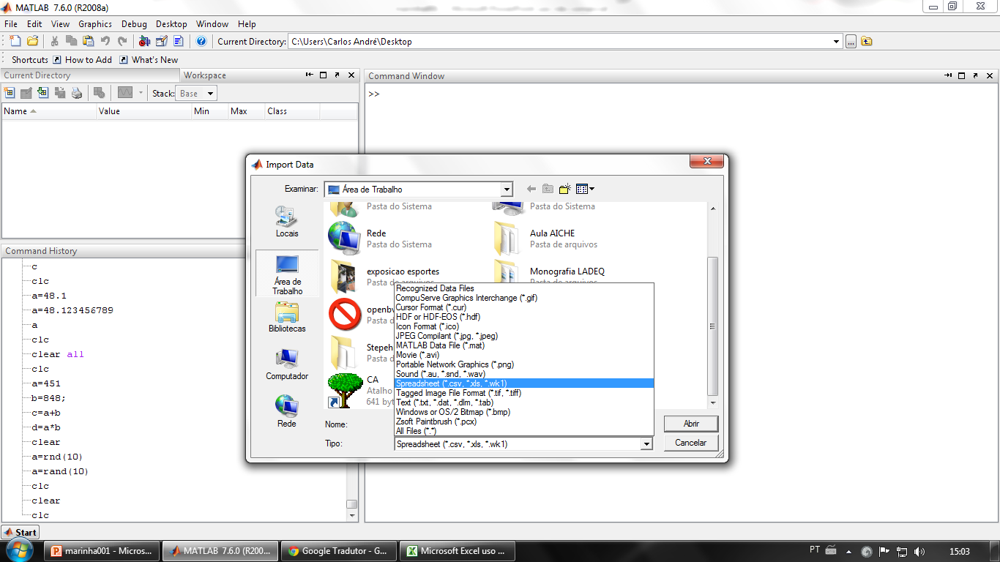 MATLAB 7.6.0 (R2008a)
File Edit View Graphics Debug Desktop Window Help
Current Directory: C:\Users\Carlos André\Desktop ...
Shortcuts How to Add What's New
Current Directory Workspace
Stack: Base
Name Value Min Max Class
Command History
c
clc
a=48.1
a=48.123456789
a
clc
clear all
clc
a=451
b=848;
c=a+b
d=a*b
clear
a=rnd(10)
a=rand(10)
clc
clear
clc
Command Window
>>
Import Data
Examinar: Área de Trabalho
Locais
Área de
Trabalho
Bibliotecas
Computador
Rede
Pasta do Sistema Pasta do Sistema
Rede Aula AICHE
Pasta do Sistema Pasta de arquivos
exposicao esportes Monografia LADEQ
Pasta de arquivos Pasta de arquivos
Pasta d
Pasta d
CA
Atalho
641 byt
Recognized Data Files
CompuServe Graphics Interchange (*.gif)
Cursor Format (*.cur)
HDF or HDF-EOS (*.hdf)
Icon Format (*.ico)
JPEG Compilant (*.jpg, *.jpeg)
MATLAB Data File (*.mat)
Movie (*.avi)
Portable Network Graphics (*.png)
Sound (*.au, *.snd, *.wav)
Spreadsheet (*.csv, *.xls, *.wk1)
Tagged Image File Format (*.tif, *.tiff)
Text (*.txt, *.dat, *.dlm, *.tab)
Windows or OS/2 Bitmap (*.bmp)
Zsoft Paintbrush (*.pcx)
All Files (*.*)
Nome: Abrir
Tipo: Spreadsheet (*.csv, *.xls, *.wk1) Cancelar
Start
marinha001 - Micros... MATLAB 7.6.0 (R200... Google Tradutor - G... Microsoft Excel uso ... PT 15:03